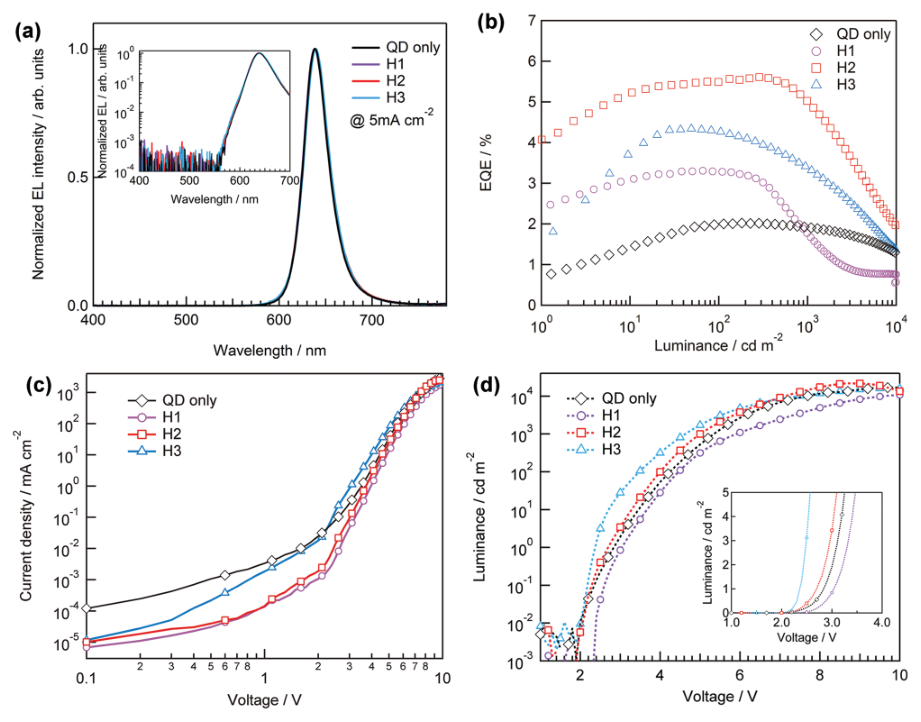 (a)
Normalized EL intensity / arb. units
1.0
0.5
0.0
400
500
600
700
Wavelength / nm
QD only
H1
H2
H3
@ 5mA cm⁻²
Normalized EL / arb. units
10⁰
10⁻¹
10⁻²
10⁻³
10⁻⁴
400
500
600
700
Wavelength / nm
(b)
EQE / %
7
6
5
4
3
2
1
0
10⁰
10¹
10²
10³
10⁴
Luminance / cd m⁻²
QD only
H1
H2
H3
(c)
Current density / mA cm⁻²
10³
10²
10¹
10⁰
10⁻¹
10⁻²
10⁻³
10⁻⁴
10⁻⁵
0.1
2
3
4
5
6
7
8
1
2
3
4
5
6
7
8
10
Voltage / V
QD only
H1
H2
H3
(d)
Luminance / cd m⁻²
10⁴
10³
10²
10¹
10⁰
10⁻¹
10⁻²
10⁻³
2
4
6
8
10
Voltage / V
QD only
H1
H2
H3
Luminance / cd m⁻²
5
4
3
2
1
0
1.0
2.0
3.0
4.0
Voltage / V